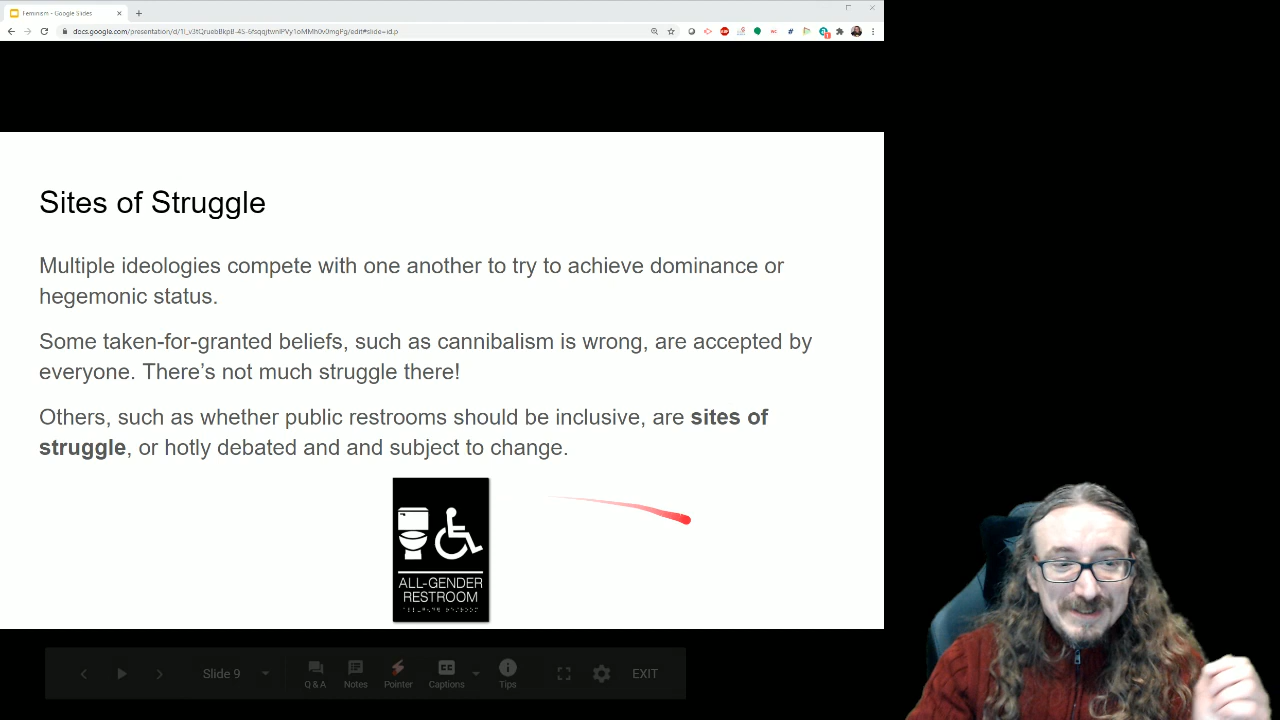 Feminism - Google Slides
Sites of Struggle
Multiple ideologies compete with one another to try to achieve dominance or
hegemonic status.
Some taken-for-granted beliefs, such as cannibalism is wrong, are accepted by
everyone. There’s not much struggle there!
Others, such as whether public restrooms should be inclusive, are sites of
struggle, or hotly debated and and subject to change.
ALL-GENDER
RESTROOM
Slide 9
Q & A
Notes
Pointer
CC
Captions
Tips
EXIT